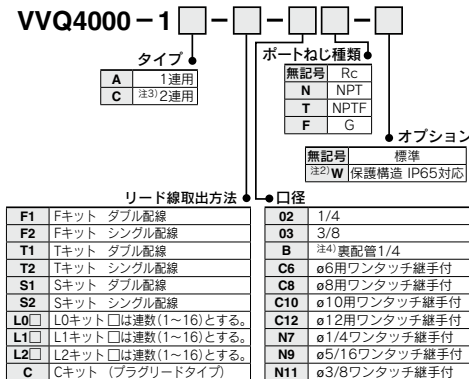 VVQ4000－1□－□－□□－□
タイプ
A 1連用
C 注3)2連用
ポートねじ種類
無記号 Rc
N NPT
T NPTF
F G
オプション
無記号 標準
注2)W 保護構造 IP65対応
リード線取出方法
F1 Fキット ダブル配線
F2 Fキット シングル配線
T1 Tキット ダブル配線
T2 Tキット シングル配線
S1 Sキット ダブル配線
S2 Sキット シングル配線
L0□ L0キット□は連数(1〜16)とする。
L1□ L1キット□は連数(1〜16)とする。
L2□ L2キット□は連数(1〜16)とする。
C Cキット (プラグリードタイプ)
口径
02 1/4
03 3/8
B 注4)裏配管1/4
C6 ø6用ワンタッチ継手付
C8 ø8用ワンタッチ継手付
C10 ø10用ワンタッチ継手付
C12 ø12用ワンタッチ継手付
N7 ø1/4ワンタッチ継手付
N9 ø5/16ワンタッチ継手付
N11 ø3/8ワンタッチ継手付